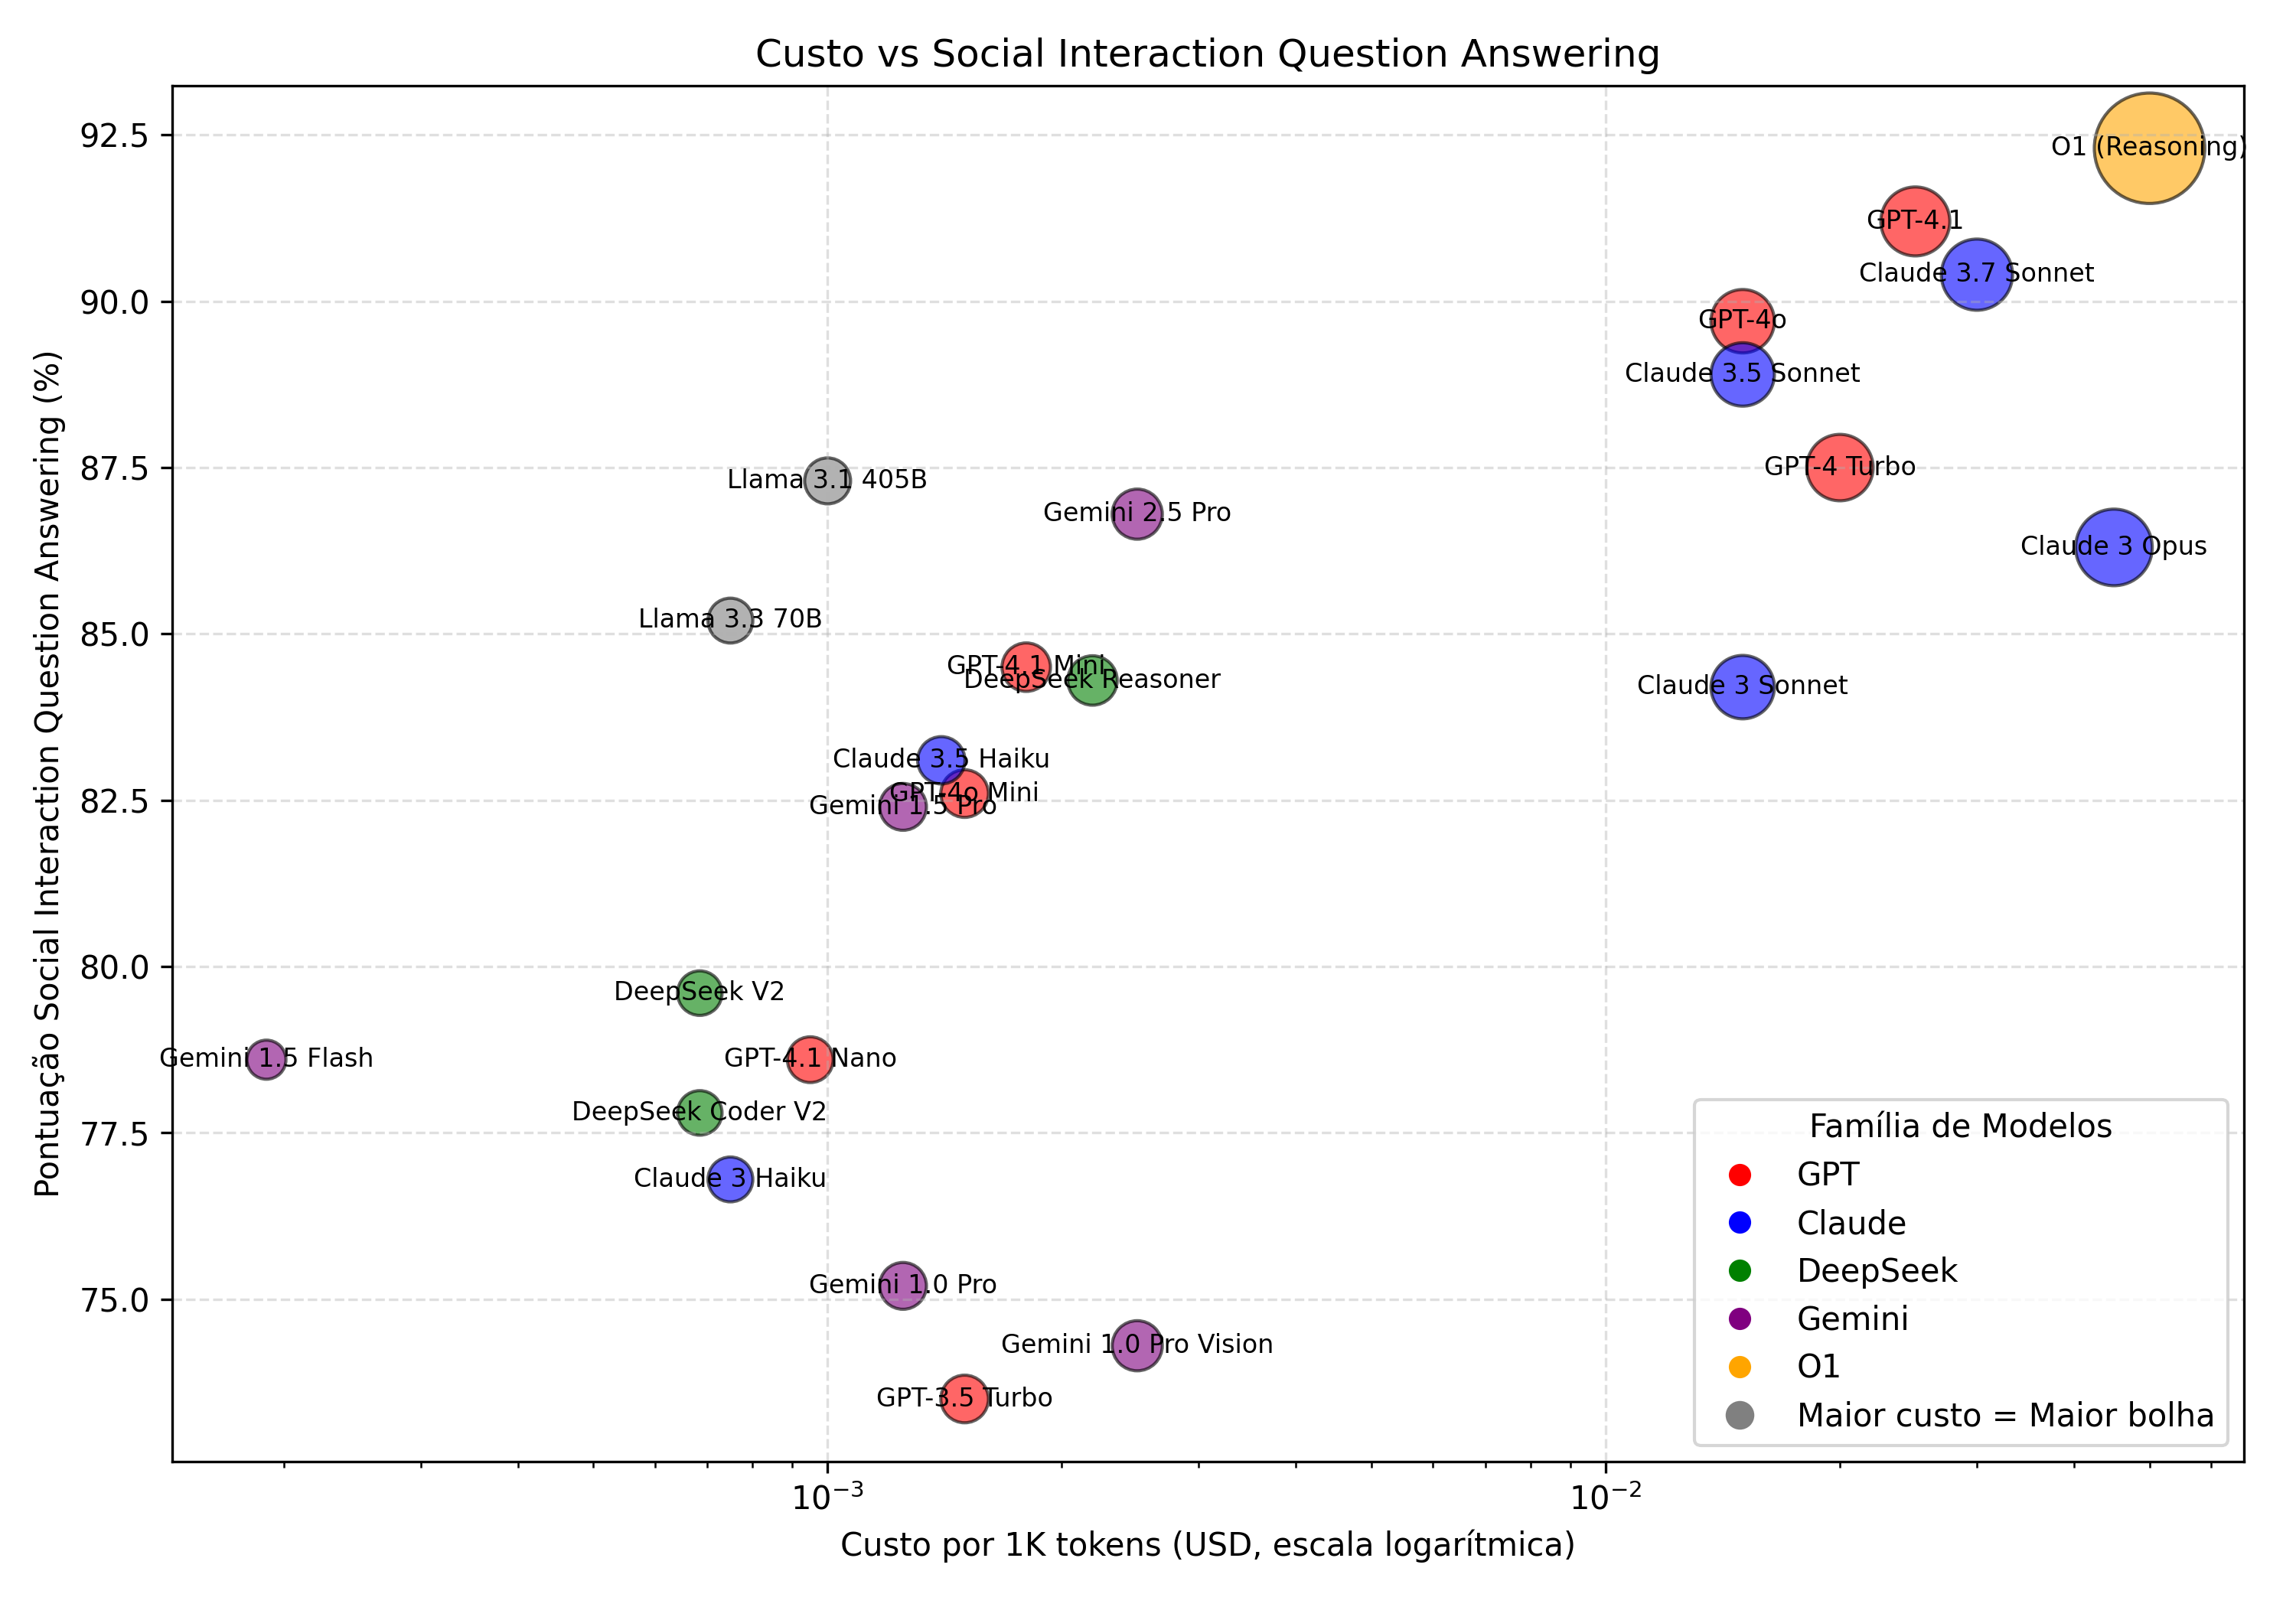 Custo vs Social Interaction Question Answering
Pontuação Social Interaction Question Answering (%)
92.5
90.0
87.5
85.0
82.5
80.0
77.5
75.0
O1 (Reasoning)
GPT-4.1
Claude 3.7 Sonnet
GPT-4o
Claude 3.5 Sonnet
GPT-4 Turbo
Llama 3.1 405B
Gemini 2.5 Pro
Claude 3 Opus
Llama 3.3 70B
GPT-4.1 Mini
DeepSeek Reasoner
Claude 3 Sonnet
Claude 3.5 Haiku
GPT-4o Mini
Gemini 1.5 Pro
DeepSeek V2
Gemini 1.5 Flash
GPT-4.1 Nano
DeepSeek Coder V2
Claude 3 Haiku
Gemini 1.0 Pro
Gemini 1.0 Pro Vision
GPT-3.5 Turbo
Família de Modelos
GPT
Claude
DeepSeek
Gemini
O1
Maior custo = Maior bolha
10⁻³
10⁻²
Custo por 1K tokens (USD, escala logarítmica)